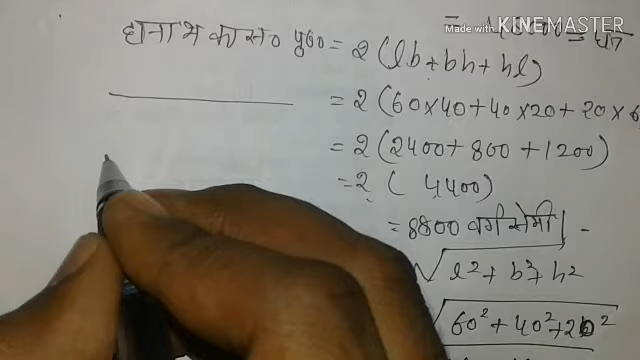 Made with KINEMASTER
घनाभ का स० पृ० = 2 (lb + bh + hl)
= 2 (60×40+40×20+20×6
= 2 (2400+800+1200)
= 2 ( 4400)
= 8800 वर्ग सेमी। -
√ l² + b² + h²
√ 60² + 40² + 20²